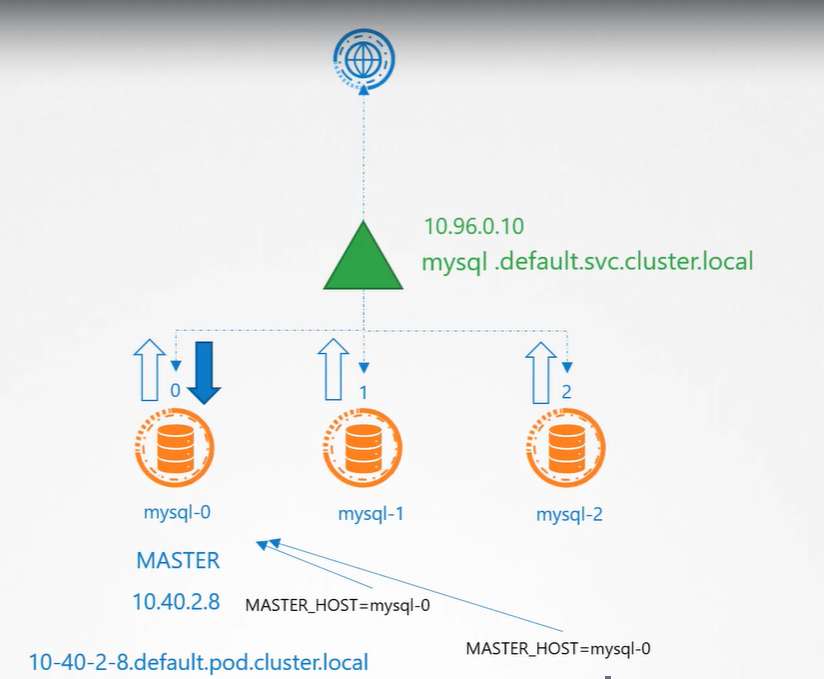 10.96.0.10
mysql .default.svc.cluster.local
0
1
2
mysql-0
mysql-1
mysql-2
MASTER
10.40.2.8
MASTER_HOST=mysql-0
MASTER_HOST=mysql-0
10-40-2-8.default.pod.cluster.local